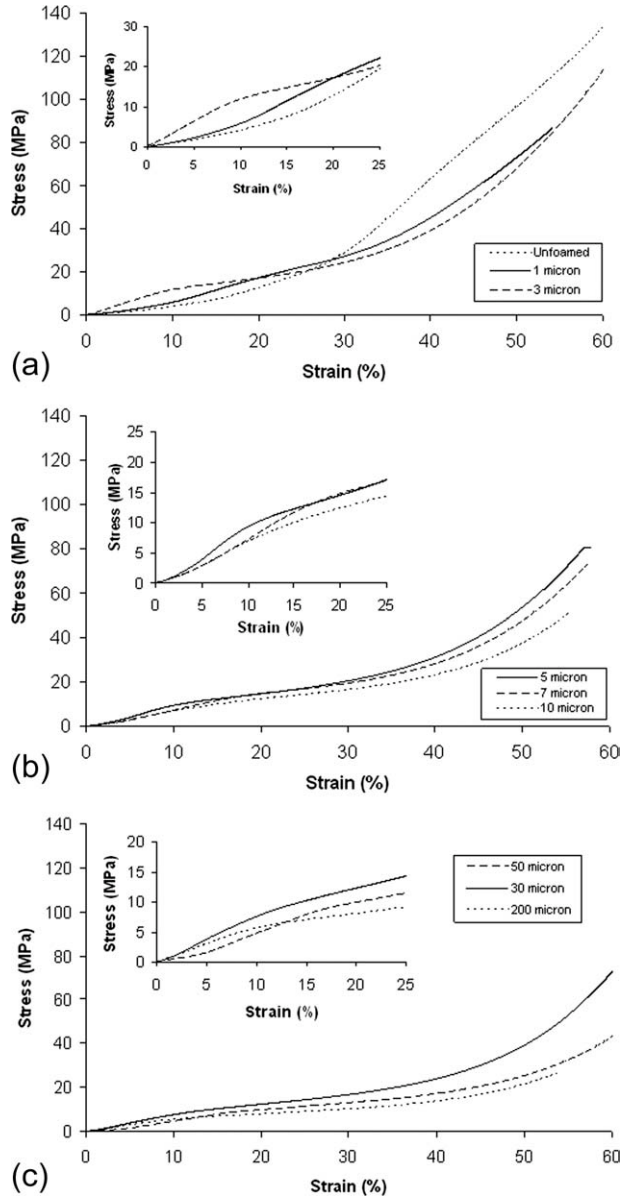 140
120
100
80
60
40
20
0
Stress (MPa)
0 10 20 30 40 50 60
Strain (%)
30
20
10
0
Stress (MPa)
0 5 10 15 20 25
Strain (%)
Unfoamed
1 micron
3 micron
(a)
140
120
100
80
60
40
20
0
Stress (MPa)
0 10 20 30 40 50 60
Strain (%)
25
20
15
10
5
0
Stress (MPa)
0 5 10 15 20 25
Strain (%)
5 micron
7 micron
10 micron
(b)
140
120
100
80
60
40
20
0
Stress (MPa)
0 10 20 30 40 50 60
Strain (%)
20
15
10
5
0
Stress (MPa)
0 5 10 15 20 25
Strain (%)
50 micron
30 micron
200 micron
(c)